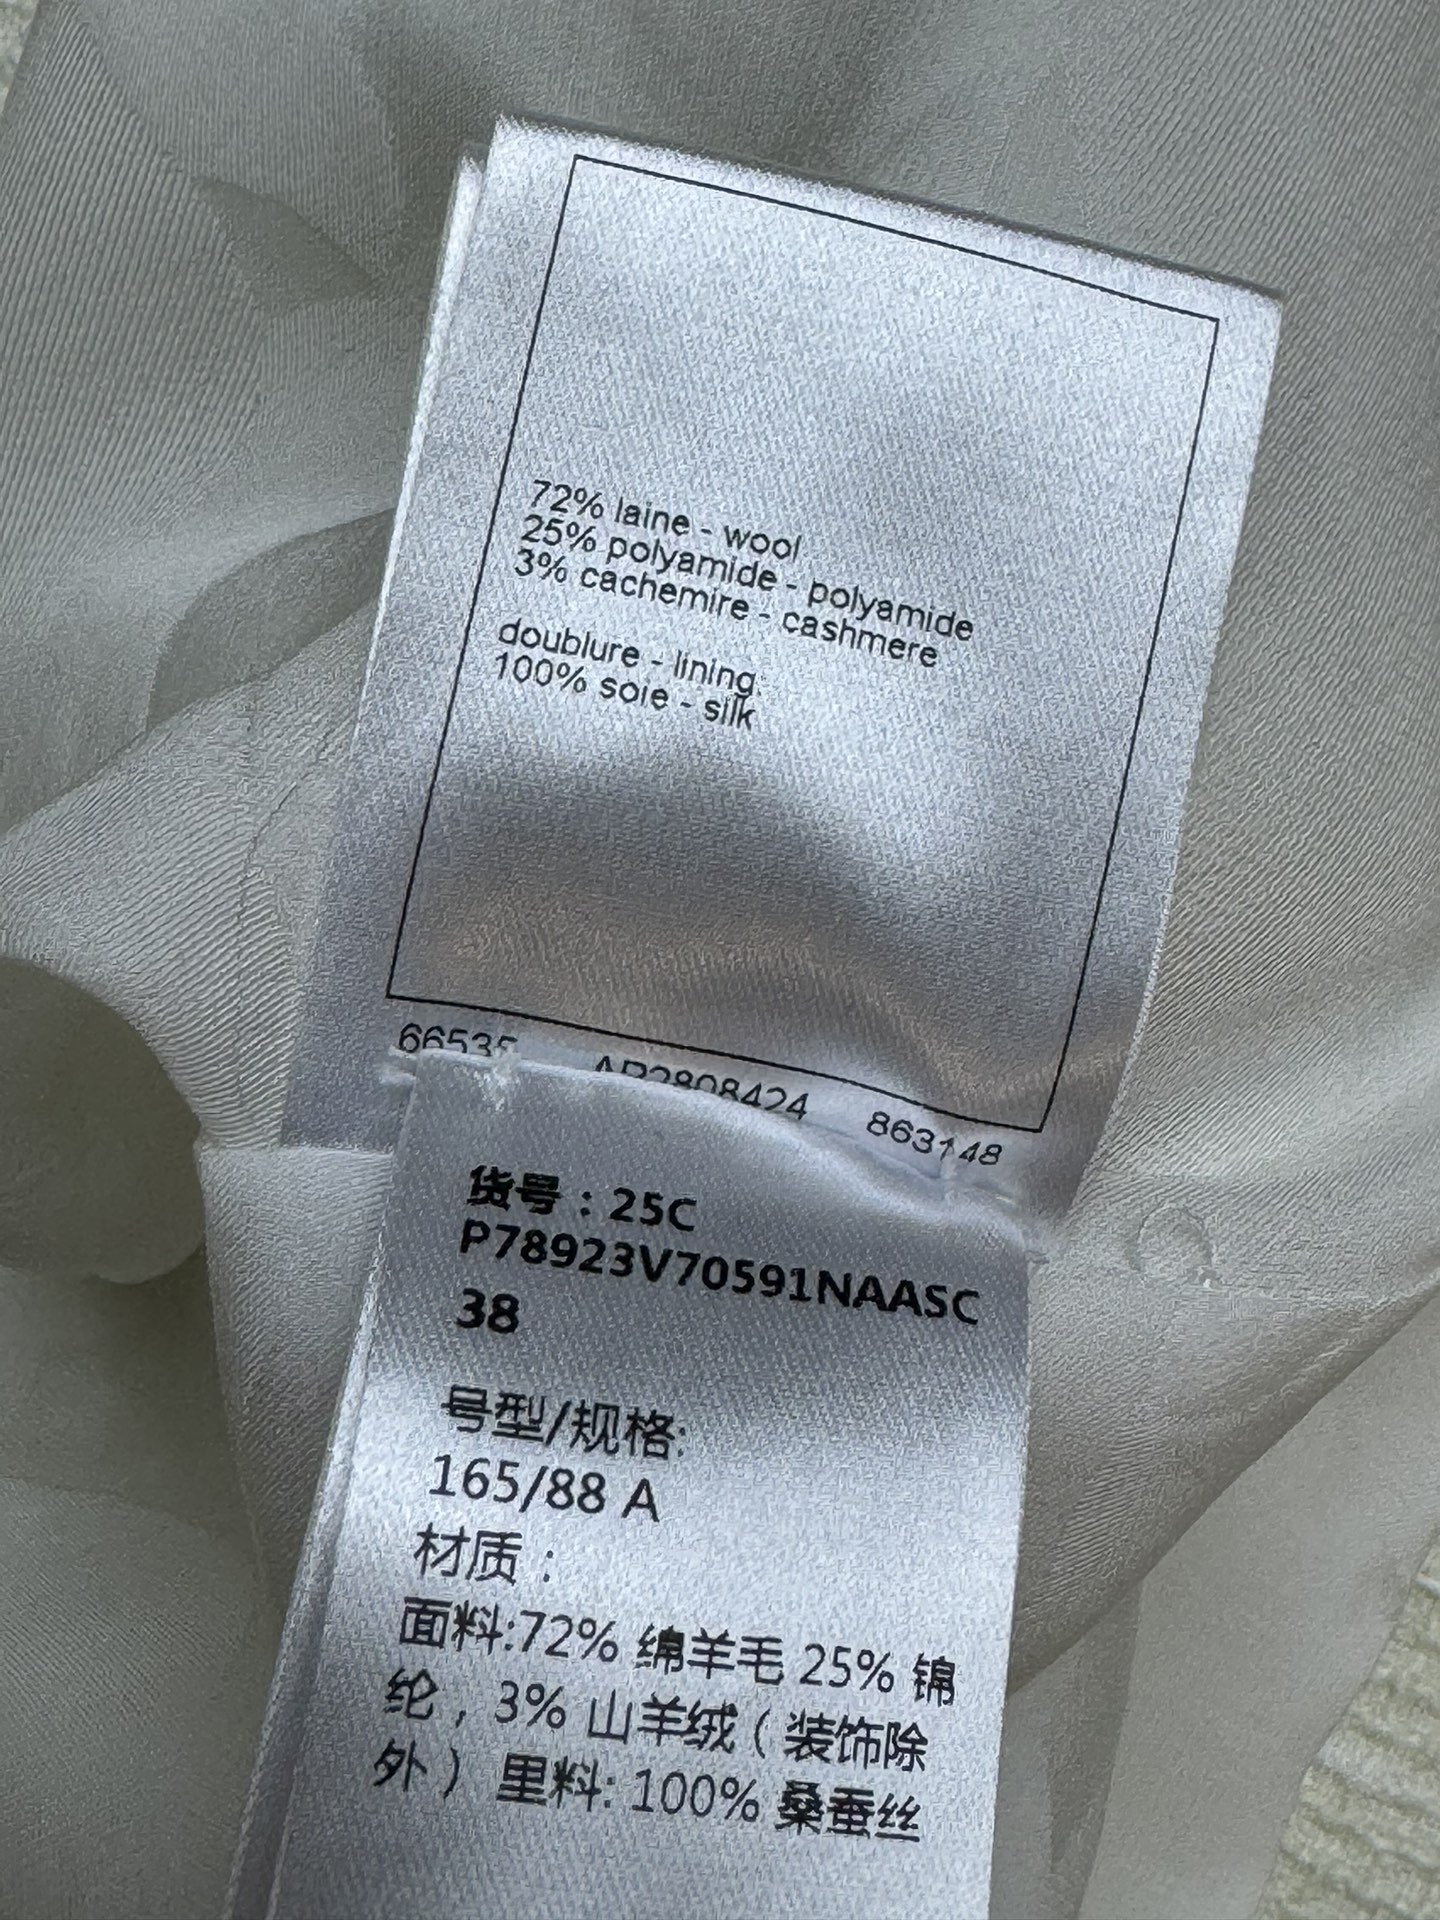 72% laine - wool
25% polyamide - polyamide
3% cachemire - cashmere
doublure - lining:
100% soie - silk
66535 AP2808424 863148
货号：25C
P78923V70591NAASC
38
号型/规格:
165/88 A
材质：
面料:72% 绵羊毛 25% 锦
纶，3% 山羊绒（装饰除
外） 里料: 100% 桑蚕丝